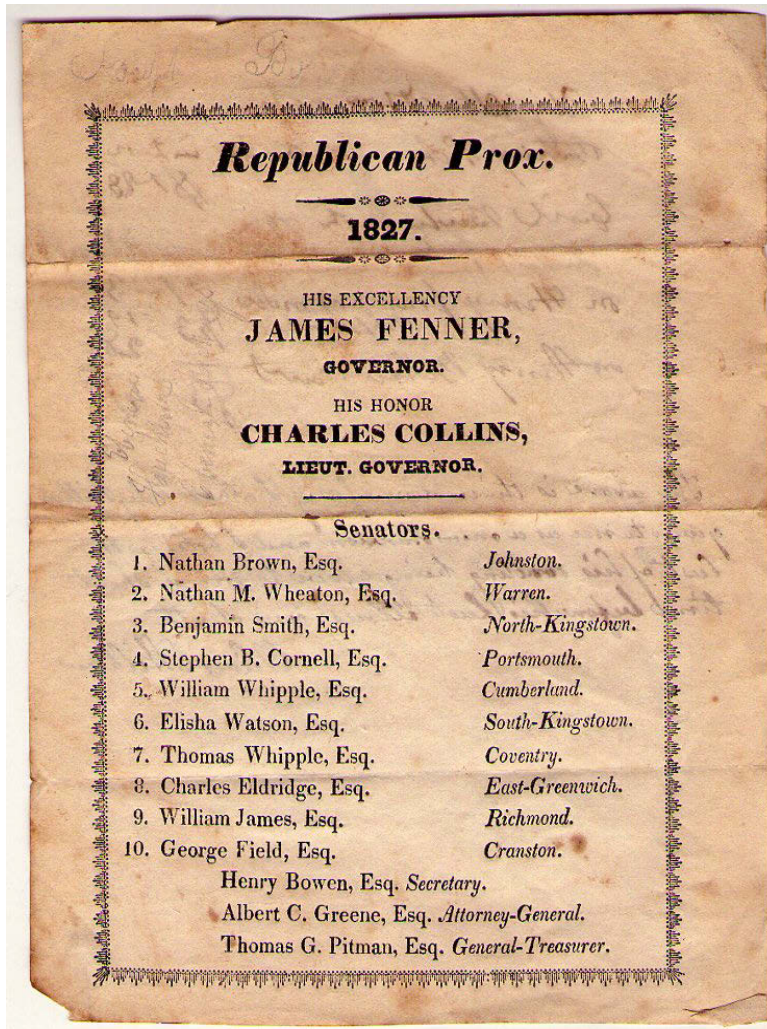 Republican Prox.
1827.
HIS EXCELLENCY
JAMES FENNER,
GOVERNOR.
HIS HONOR
CHARLES COLLINS,
LIEUT. GOVERNOR.
Senators.
1. Nathan Brown, Esq. Johnston.
2. Nathan M. Wheaton, Esq. Warren.
3. Benjamin Smith, Esq. North-Kingstown.
4. Stephen B. Cornell, Esq. Portsmouth.
5. William Whipple, Esq. Cumberland.
6. Elisha Watson, Esq. South-Kingstown.
7. Thomas Whipple, Esq. Coventry.
8. Charles Eldridge, Esq. East-Greenwich.
9. William James, Esq. Richmond.
10. George Field, Esq. Cranston.
Henry Bowen, Esq. Secretary.
Albert C. Greene, Esq. Attorney-General.
Thomas G. Pitman, Esq. General-Treasurer.